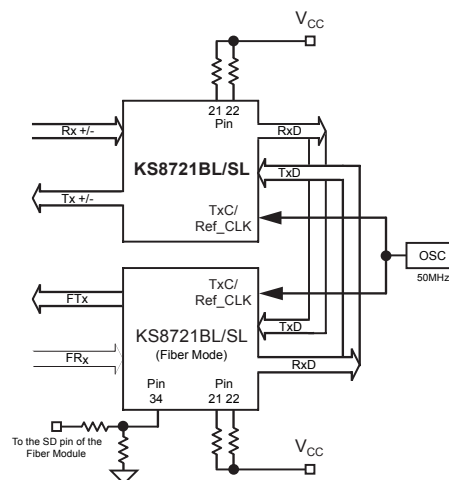 VCC
21 22
Pin
Rx +/-
RxD
KS8721BL/SL
TxD
Tx +/-
TxC/
Ref_CLK
OSC
50MHz
TxC/
Ref_CLK
FTx
KS8721BL/SL
(Fiber Mode)
TxD
FRx
RxD
Pin
34
Pin
21 22
To the SD pin of the
Fiber Module
VCC